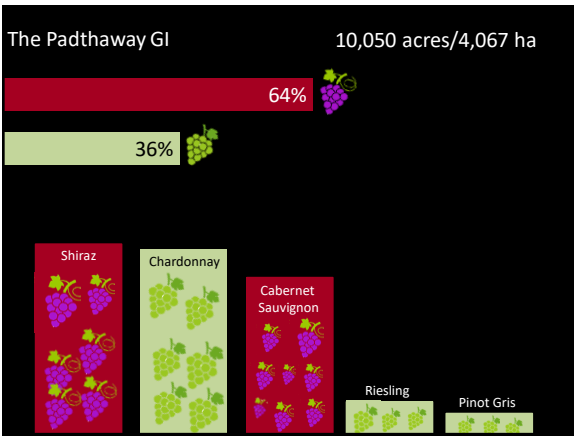 The Padthaway GI
10,050 acres/4,067 ha
64%
36%
Shiraz
Chardonnay
Cabernet
Sauvignon
Riesling
Pinot Gris